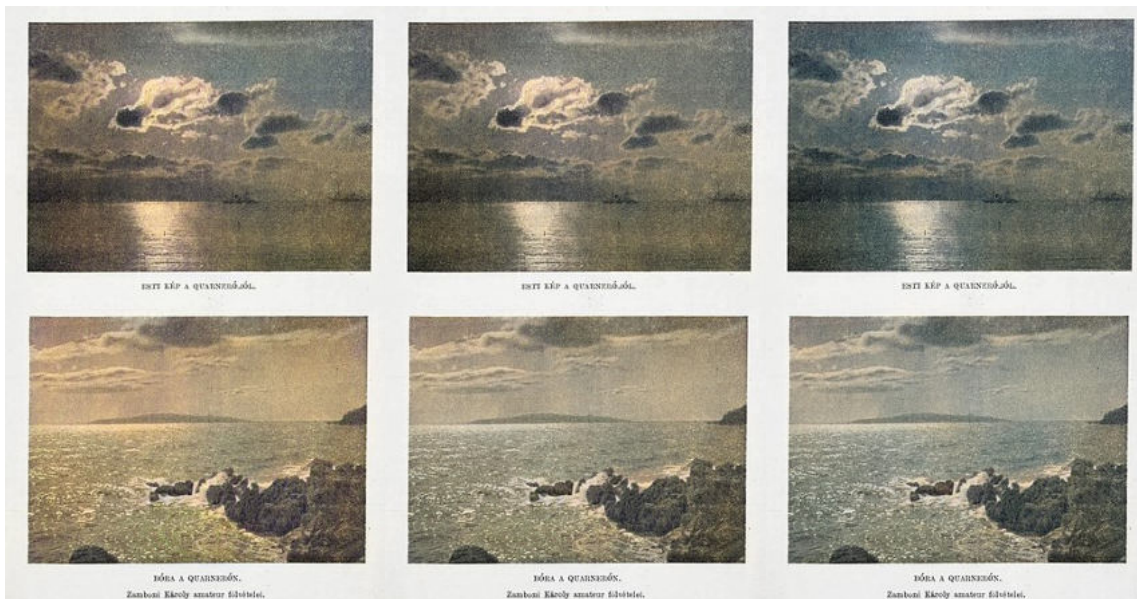 ESTI KÉP A QUARNERÓRÓL.
ESTI KÉP A QUARNERÓRÓL.
ESTI KÉP A QUARNERÓRÓL.
BÓRA A QUARNERÓN.
BÓRA A QUARNERÓN.
BÓRA A QUARNERÓN.
Zamboni Károly amateur fölvételei.
Zamboni Károly amateur fölvételei.
Zamboni Károly amateur fölvételei.